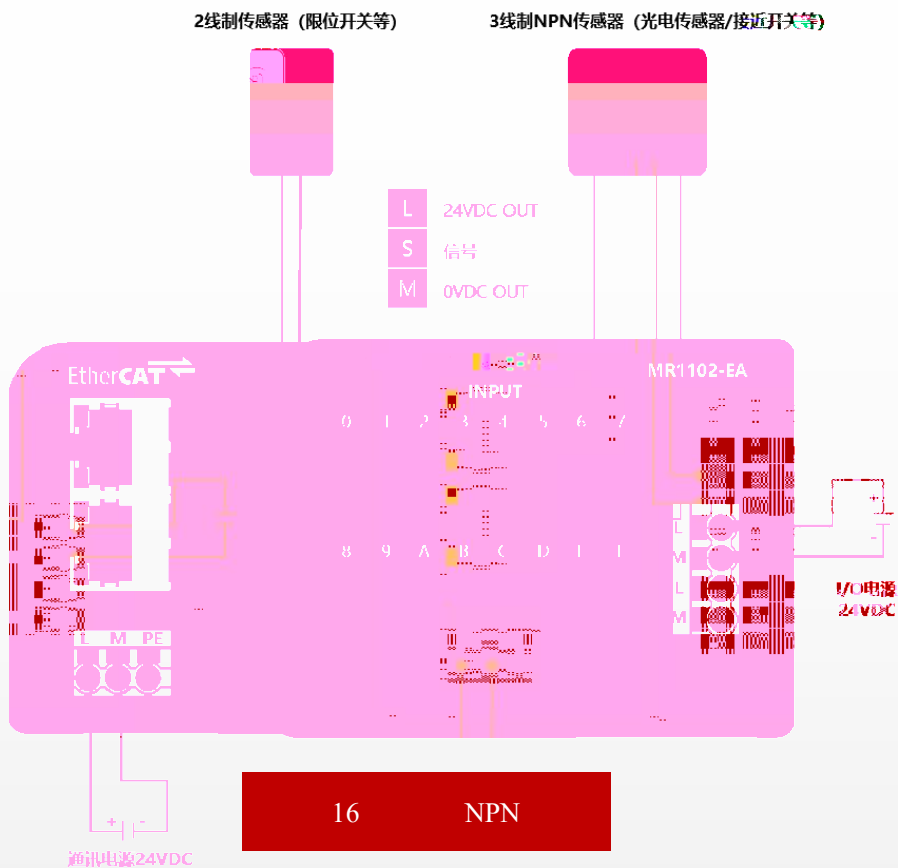 2线制传感器（限位开关等）
3线制NPN传感器（光电传感器/接近开关等）
L 24VDC OUT
S 信号
M 0VDC OUT
EtherCAT
MR1102-EA
INPUT
0 1 2 3 4 5 6 7
8 9 A B C D
L
M
L
M
+
-
I/O电源
24VDC
L M PE
+ -
通讯电源24VDC
16 NPN